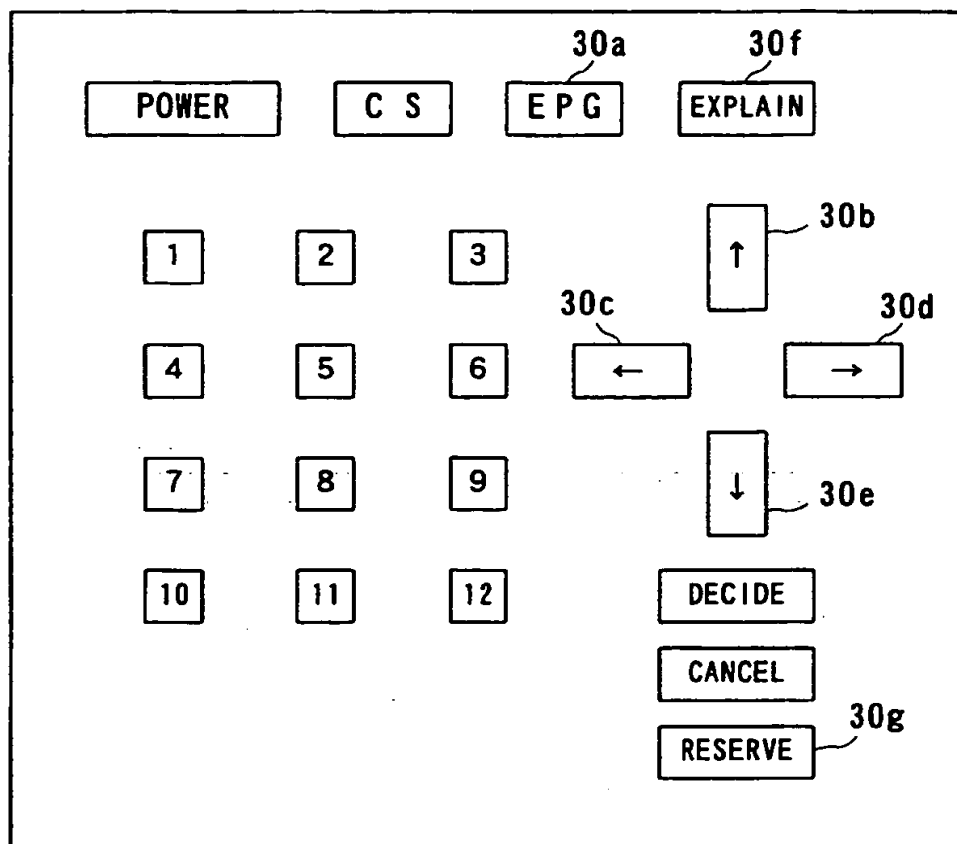 30a 30f
POWER C S E P G EXPLAIN
30b
1 2 3 ↑
30c 30d
4 5 6 ← →
7 8 9 ↓
30e
10 11 12 DECIDE
CANCEL
30g
RESERVE